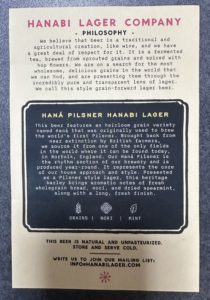 HANABI LAGER COMPANY
- PHILOSOPHY -
We believe that beer is a traditional and
agricultural creation, like wine, and we have
a great deal of respect for it. It is a fermented
tea, brewed from sprouted grains and spiced with
hop flowers. We are on a search for the most
wholesome, delicious grains in the world that
we can find, and are presenting them through the
incredibly pure and transparent lens of lager.
We call this style grain-forward lager beer.
HANÁ PILSNER HANABI LAGER
This beer features an heirloom grain variety
named Haná that was originally used to brew
the world's first Pilsner. Brought back from
near extinction by British farmers,
we source it from one of the only fields
in the world where it can be found today,
in Norfolk, England. Our Haná Pilsner is
the rhythm section of our brewery and is
produced year-round. It represents the core
of our house approach and style. Presented
as a Pilsner style lager, this heritage
barley brings aromatic notes of fresh
wholegrain bread, nori, and dried spearmint,
along with a long, fresh finish.
GRAINS | NORI | MINT
THIS BEER IS NATURAL AND UNPASTEURIZED.
STORE AND SERVE COLD.
WRITE US TO JOIN OUR MAILING LIST:
INFO@HANABILAGER.COM